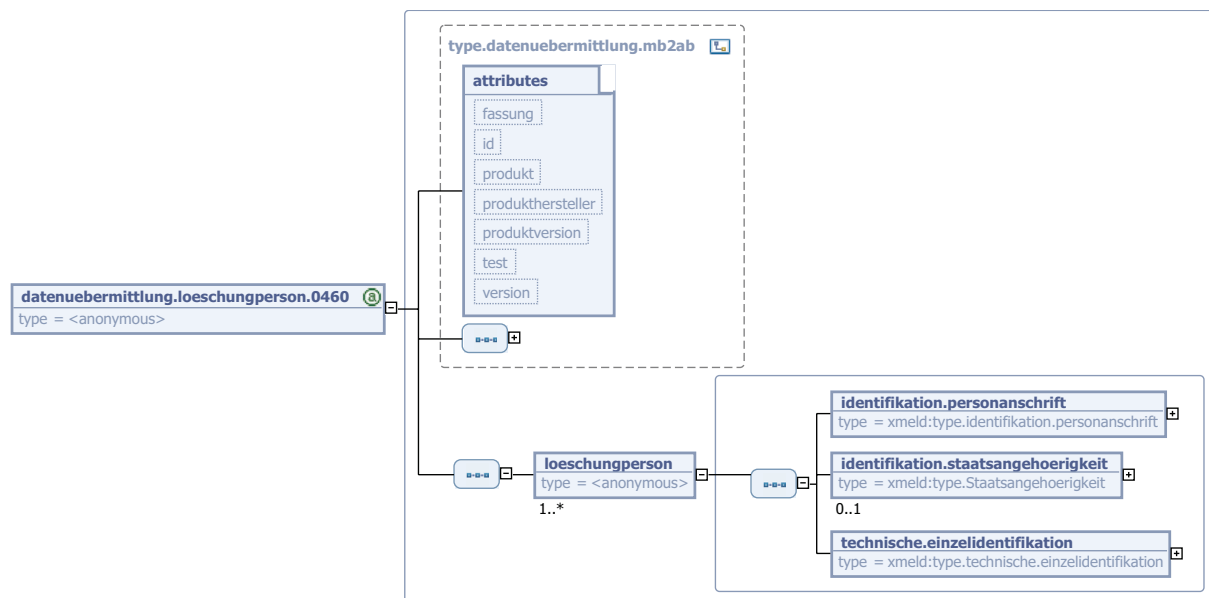 type.datenuebermittlung.mb2ab
attributes
fassung
id
produkt
produkthersteller
produktversion
test
version
datenuebermittlung.loeschungperson.0460 a
type = <anonymous>
identifikation.personanschrift
type = xmeld:type.identifikation.personanschrift
loeschungperson
type = <anonymous>
1..*
identifikation.staatsangehoerigkeit
type = xmeld:type.Staatsangehoerigkeit
0..1
technische.einzelidentifikation
type = xmeld:type.technische.einzelidentifikation